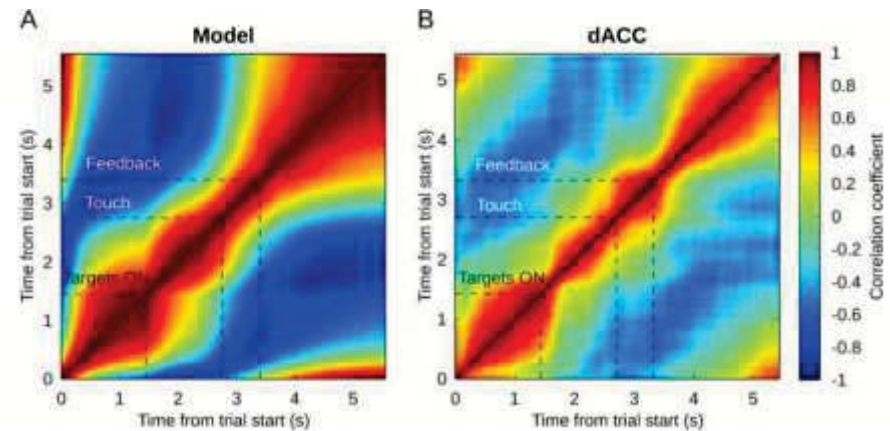 A
Model
Time from trial start (s)
5
4
3
2
1
0
Feedback
Touch
Targets ON
0 1 2 3 4 5
Time from trial start (s)
B
dACC
Time from trial start (s)
5
4
3
2
1
0
Feedback
Touch
Targets ON
0 1 2 3 4 5
Time from trial start (s)
1
0.8
0.6
0.4
0.2
0
-0.2
-0.4
-0.6
-0.8
-1
Correlation coefficient